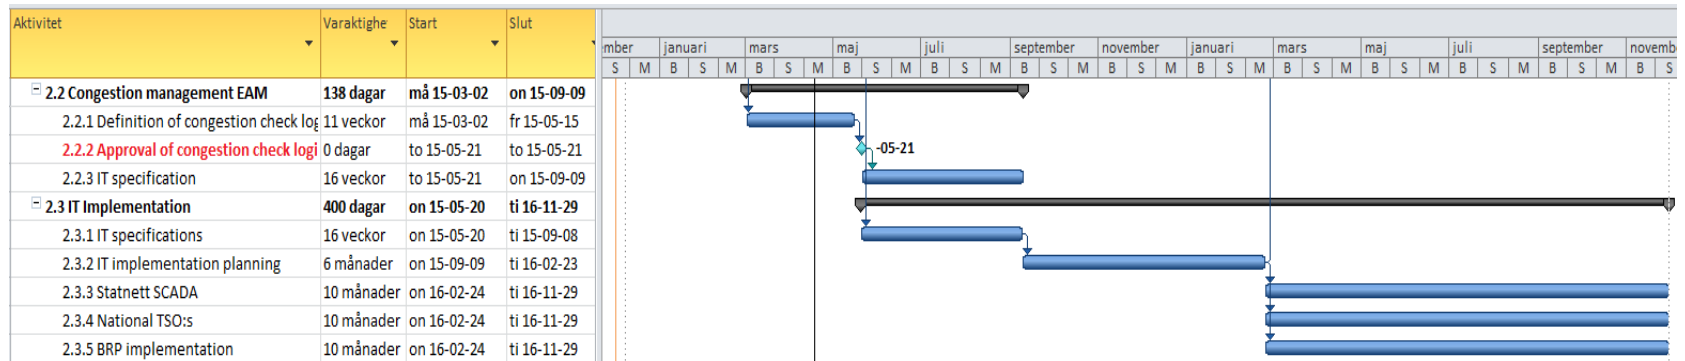 Aktivitet Varaktighe Start Slut
mber januari mars maj juli september november januari mars maj juli september novemb
S M B S M B S M B S M B S M B S M B S M B S M B S M B S M B S M B S M B S
2.2 Congestion management EAM 138 dagar må 15-03-02 on 15-09-09
2.2.1 Definition of congestion check log 11 veckor må 15-03-02 fr 15-05-15
2.2.2 Approval of congestion check logi 0 dagar to 15-05-21 to 15-05-21 -05-21
2.2.3 IT specification 16 veckor to 15-05-21 on 15-09-09
2.3 IT Implementation 400 dagar on 15-05-20 ti 16-11-29
2.3.1 IT specifications 16 veckor on 15-05-20 ti 15-09-08
2.3.2 IT implementation planning 6 månader on 15-09-09 ti 16-02-23
2.3.3 Statnett SCADA 10 månader on 16-02-24 ti 16-11-29
2.3.4 National TSO:s 10 månader on 16-02-24 ti 16-11-29
2.3.5 BRP implementation 10 månader on 16-02-24 ti 16-11-29